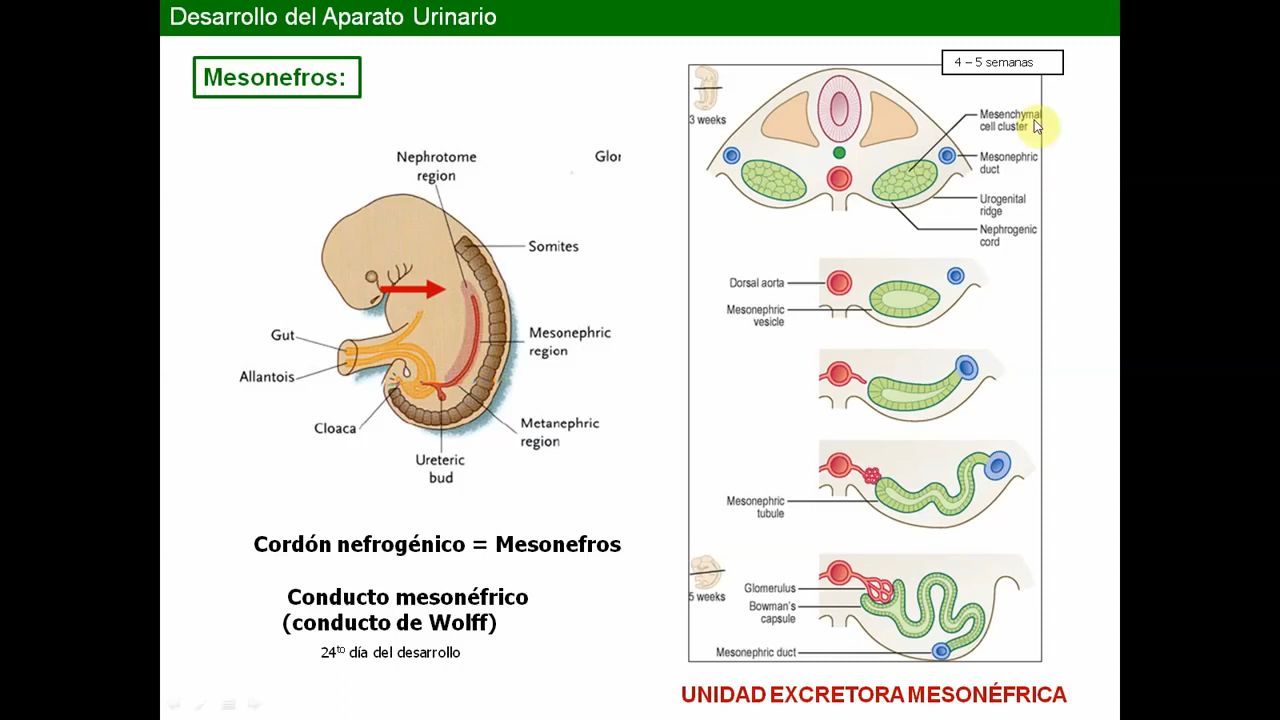 Desarrollo del Aparato Urinario
Mesonefros:
Nephrotome
region
Glor
Somites
Gut
Mesonephric
region
Allantois
Cloaca
Metanephric
region
Ureteric
bud
Cordón nefrogénico = Mesonefros
Conducto mesonéfrico
(conducto de Wolff)
24to día del desarrollo
4 – 5 semanas
3 weeks
Mesenchymal
cell cluster
Mesonephric
duct
Urogenital
ridge
Nephrogenic
cord
Dorsal aorta
Mesonephric
vesicle
Mesonephric
tubule
5 weeks
Glomerulus
Bowman's
capsule
Mesonephric duct
UNIDAD EXCRETORA MESONÉFRICA